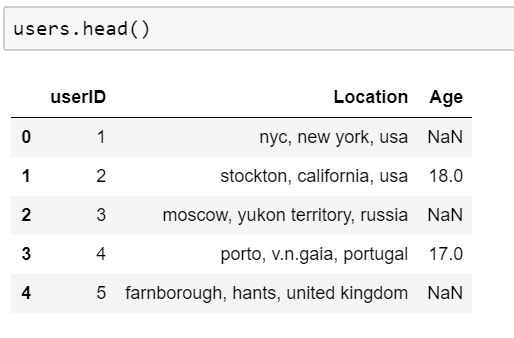 users.head()
userID Location Age
0 1 nyc, new york, usa NaN
1 2 stockton, california, usa 18.0
2 3 moscow, yukon territory, russia NaN
3 4 porto, v.n.gaia, portugal 17.0
4 5 farnborough, hants, united kingdom NaN